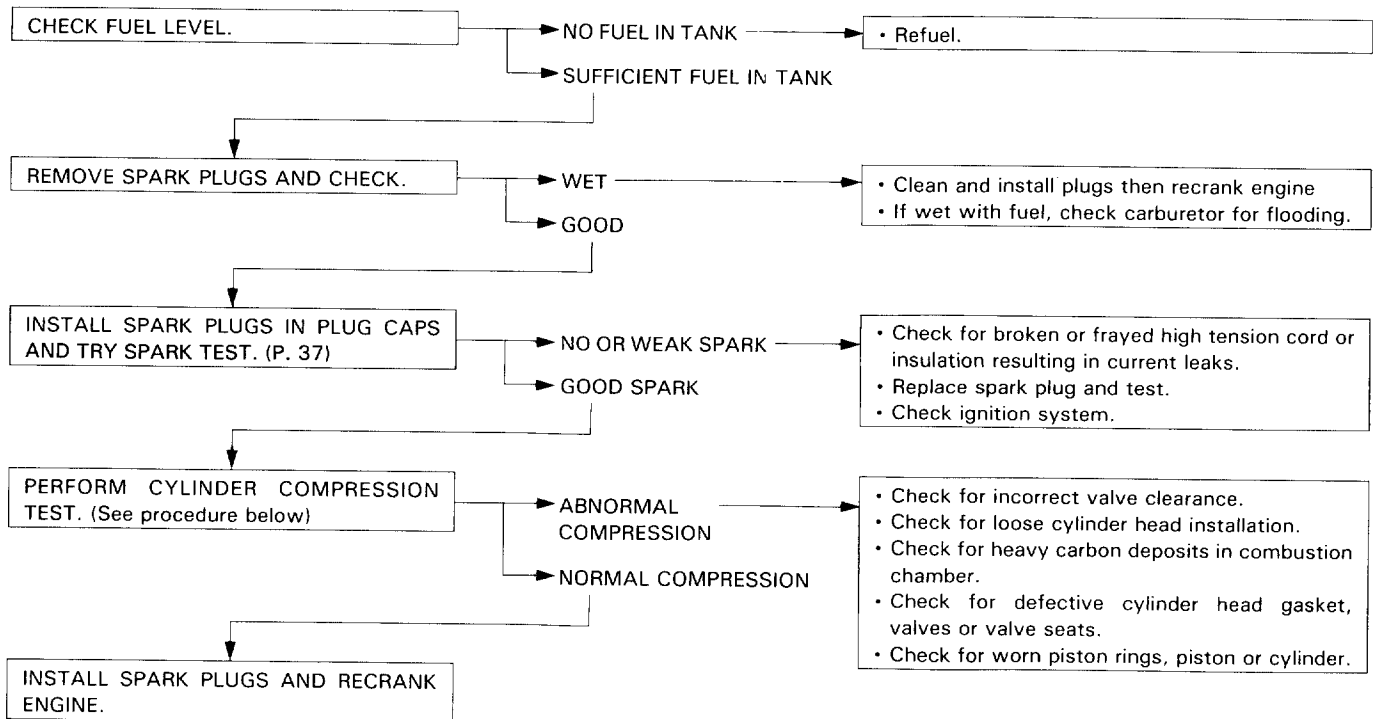 CHECK FUEL LEVEL.
NO FUEL IN TANK
• Refuel.
SUFFICIENT FUEL IN TANK
REMOVE SPARK PLUGS AND CHECK.
WET
• Clean and install plugs then recrank engine
• If wet with fuel, check carburetor for flooding.
GOOD
INSTALL SPARK PLUGS IN PLUG CAPS
AND TRY SPARK TEST. (P. 37)
NO OR WEAK SPARK
• Check for broken or frayed high tension cord or
insulation resulting in current leaks.
• Replace spark plug and test.
• Check ignition system.
GOOD SPARK
PERFORM CYLINDER COMPRESSION
TEST. (See procedure below)
ABNORMAL
COMPRESSION
• Check for incorrect valve clearance.
• Check for loose cylinder head installation.
• Check for heavy carbon deposits in combustion
chamber.
• Check for defective cylinder head gasket,
valves or valve seats.
• Check for worn piston rings, piston or cylinder.
NORMAL COMPRESSION
INSTALL SPARK PLUGS AND RECRANK
ENGINE.